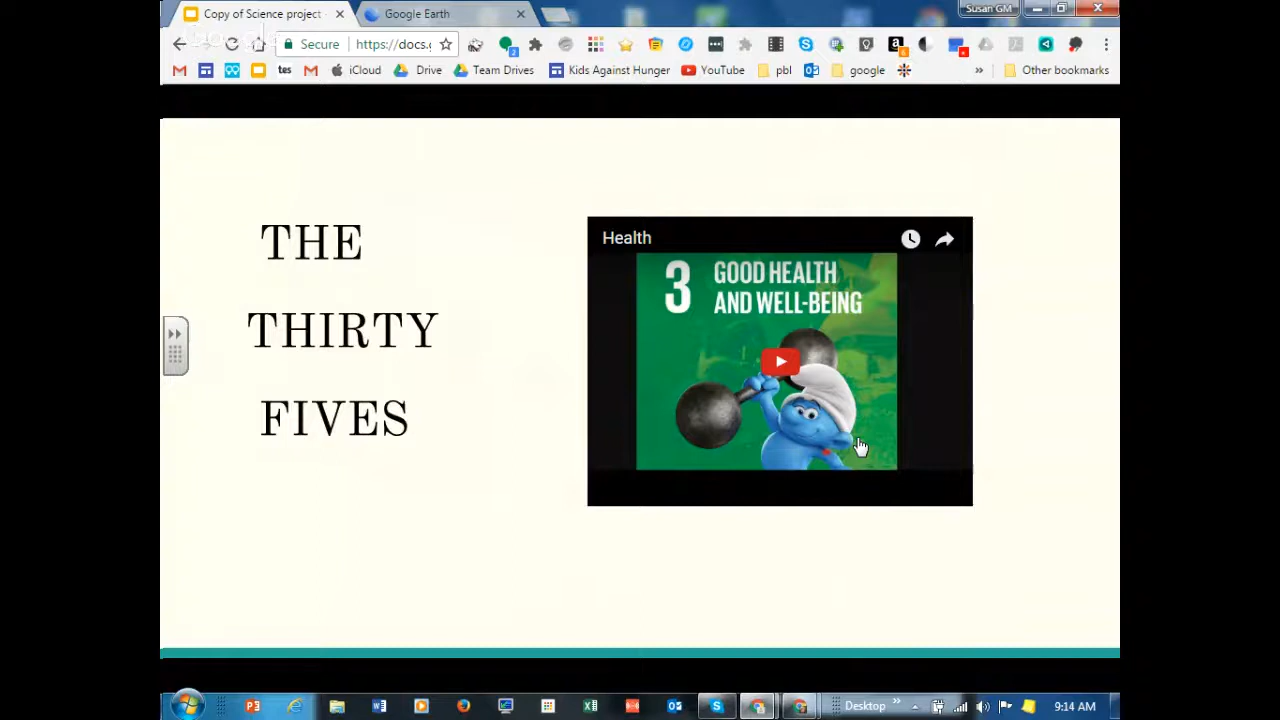 Copy of Science project
Google Earth
Susan GM
Secure
https://docs.g
tes
iCloud
Drive
Team Drives
Kids Against Hunger
YouTube
pbl
google
»
Other bookmarks
THE
THIRTY
FIVES
Health
3 GOOD HEALTH
AND WELL-BEING
Desktop
»
9:14 AM